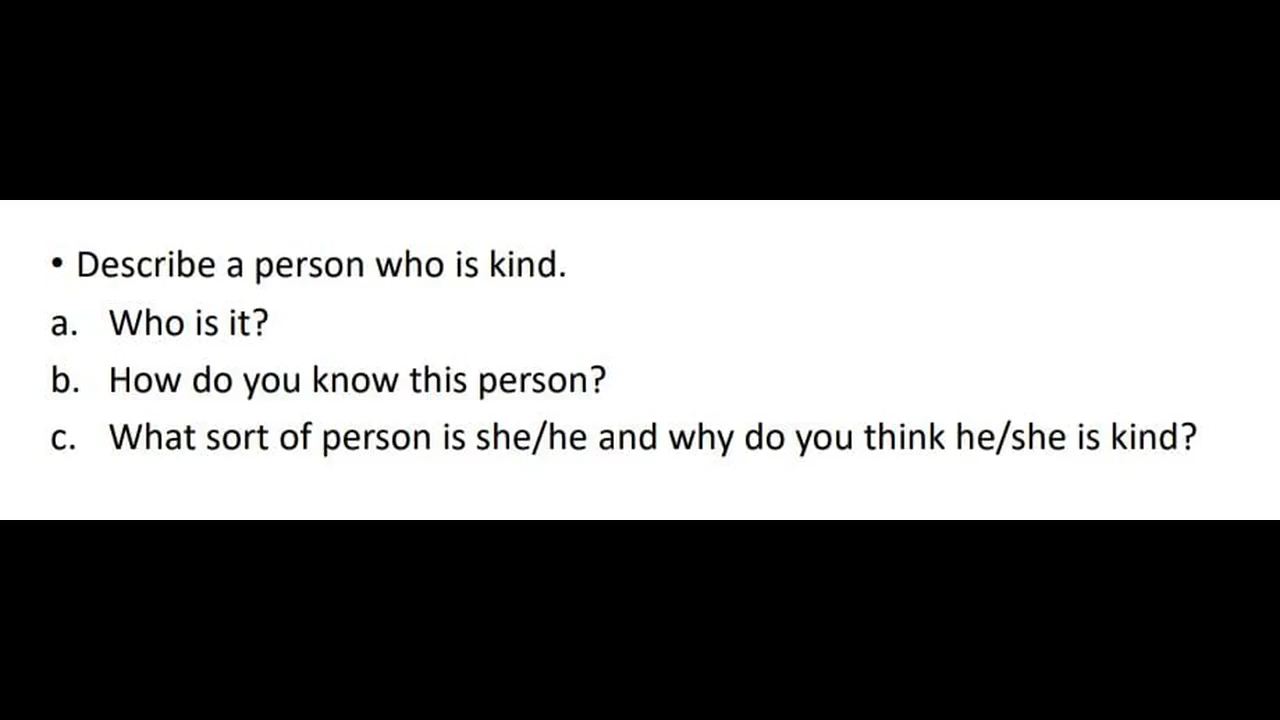 • Describe a person who is kind.
a. Who is it?
b. How do you know this person?
c. What sort of person is she/he and why do you think he/she is kind?